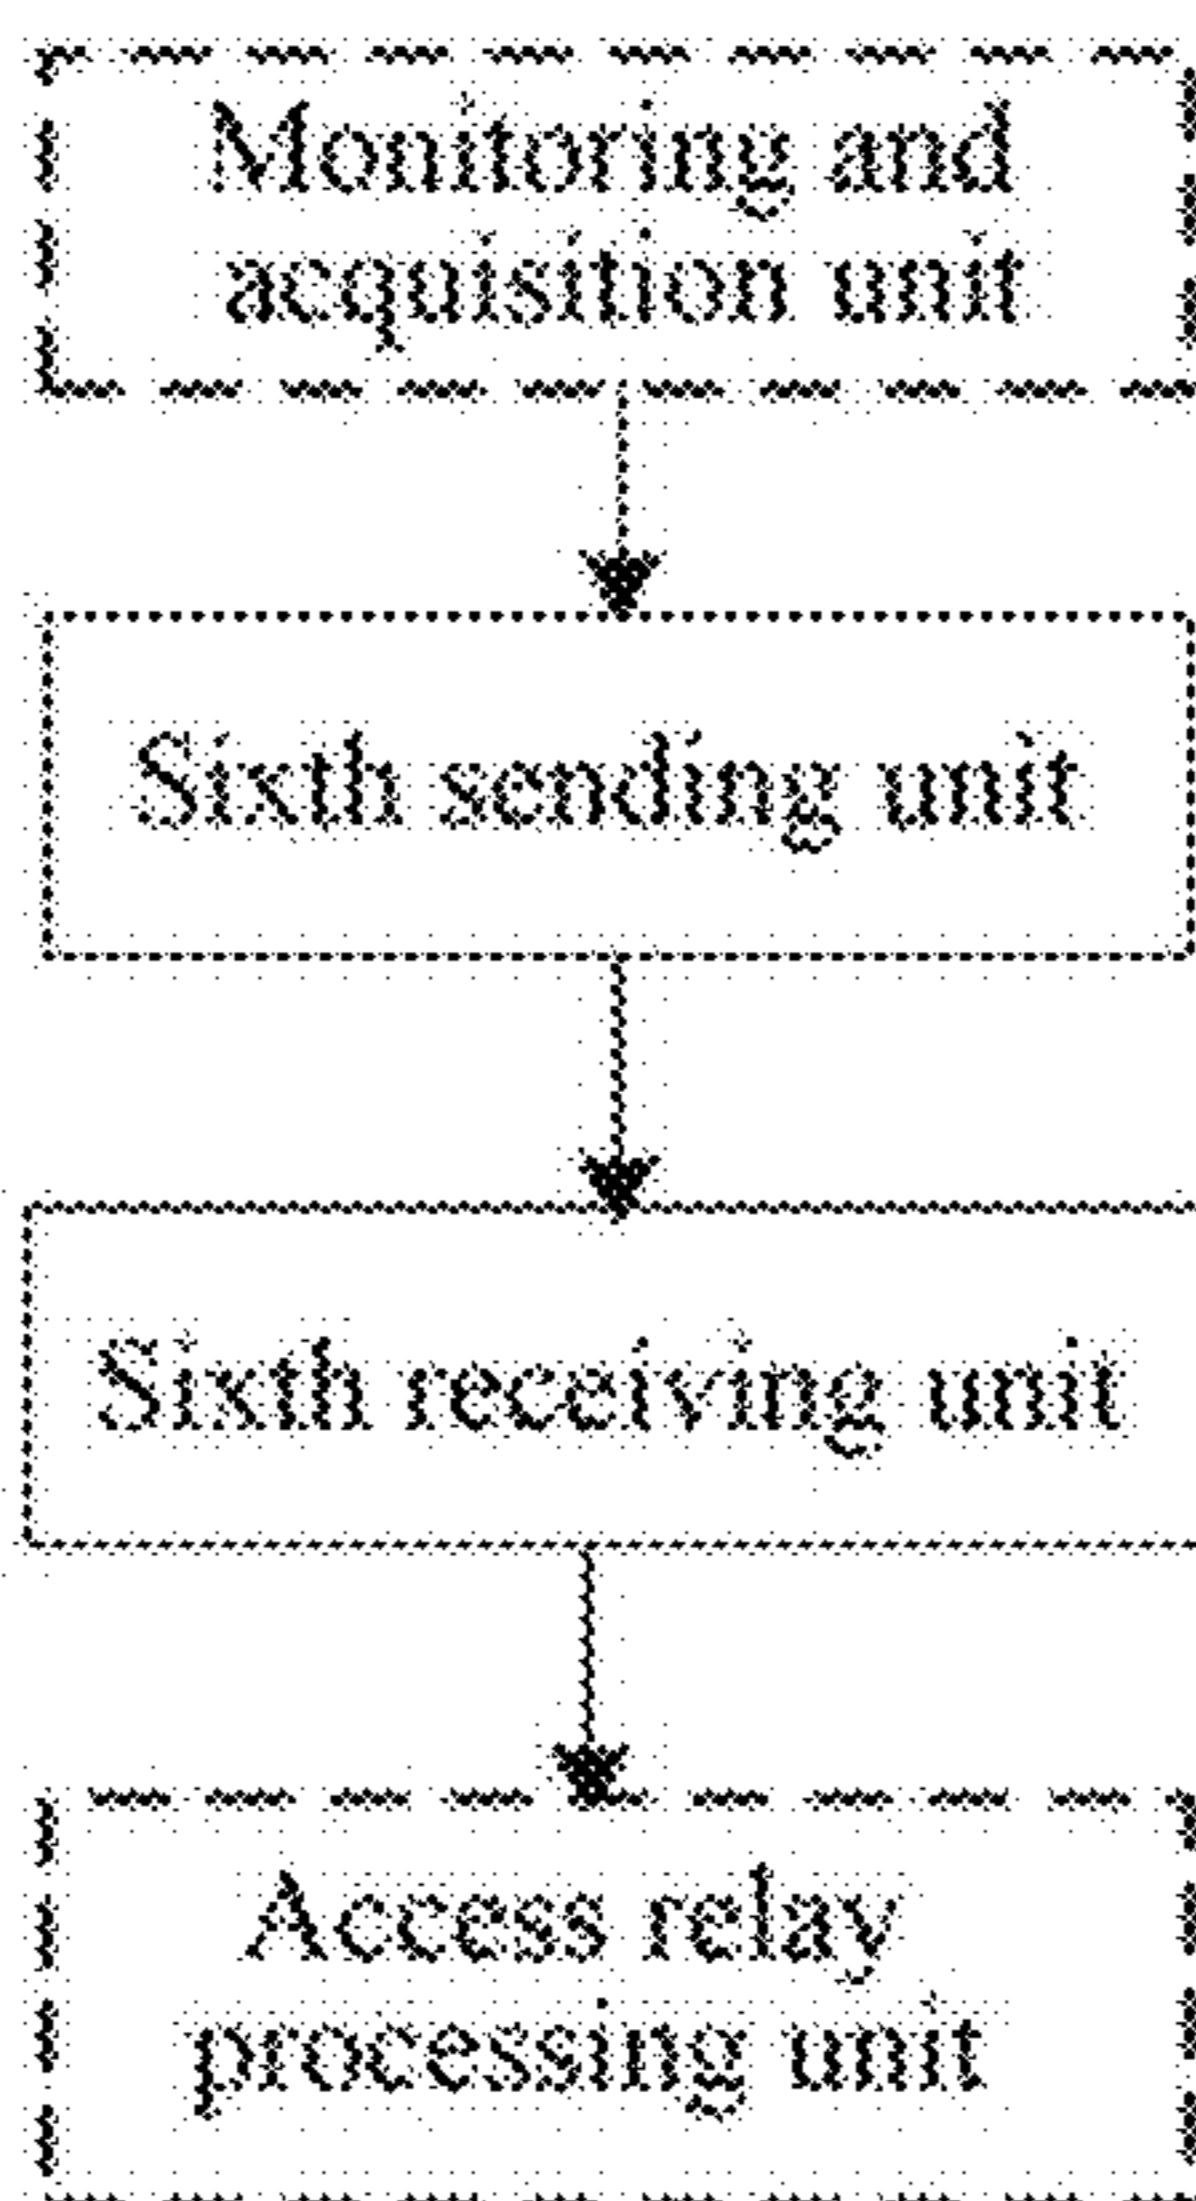 Monitoring and
acquisition unit
Sixth sending unit
Sixth receiving unit
Access relay
processing unit